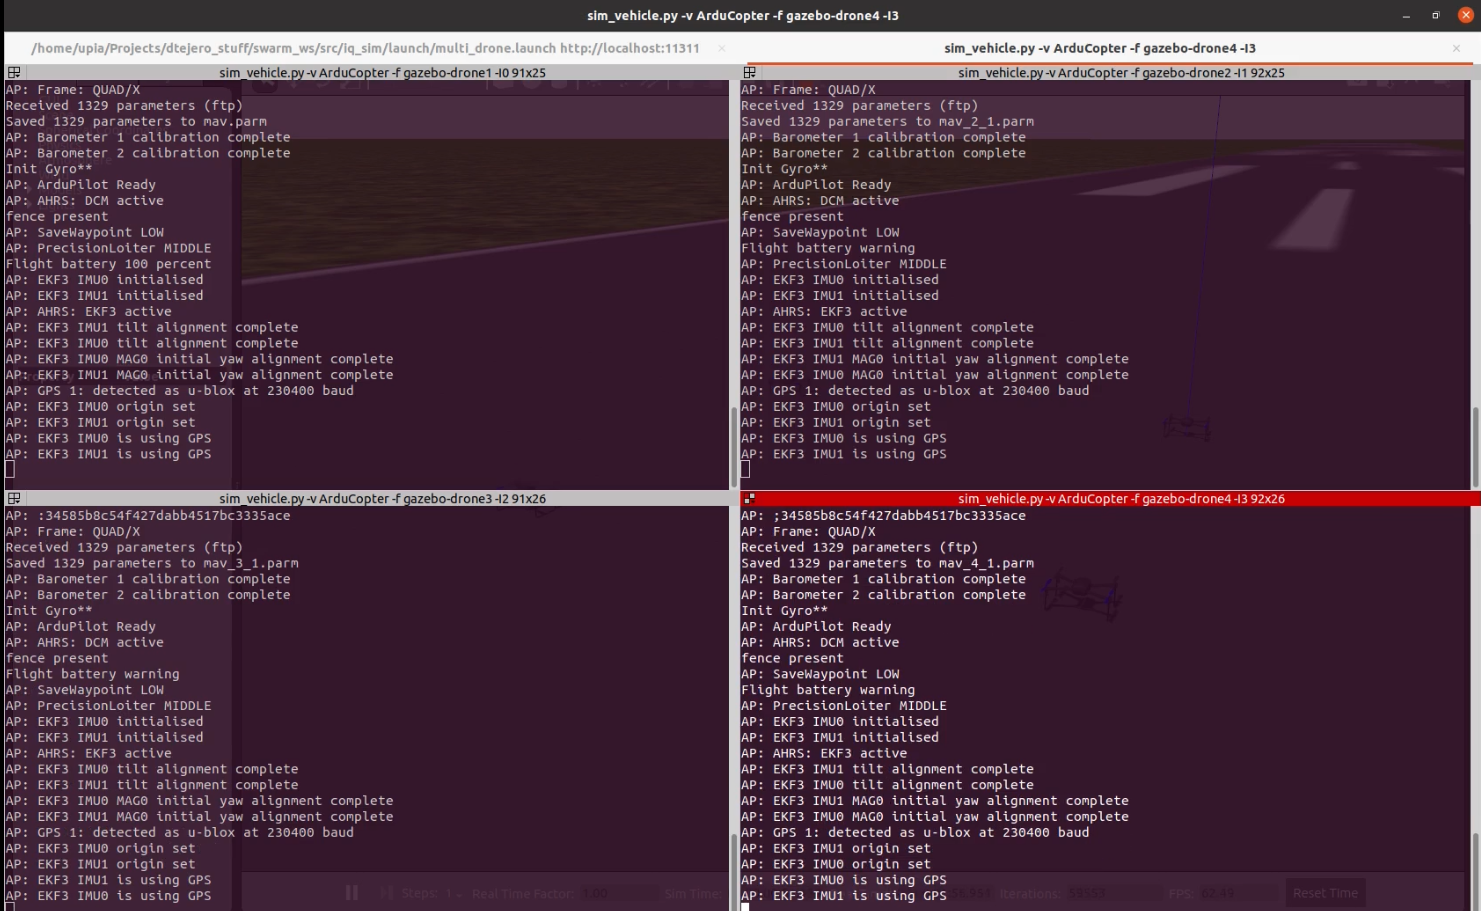 sim_vehicle.py -v ArduCopter -f gazebo-drone4 -I3
/home/upia/Projects/dtejero_stuff/swarm_ws/src/iq_sim/launch/multi_drone.launch http://localhost:11311
sim_vehicle.py -v ArduCopter -f gazebo-drone4 -I3
sim_vehicle.py -v ArduCopter -f gazebo-drone1 -I0 91x25
AP: Frame: QUAD/X
Received 1329 parameters (ftp)
Saved 1329 parameters to mav.parm
AP: Barometer 1 calibration complete
AP: Barometer 2 calibration complete
Init Gyro**
AP: ArduPilot Ready
AP: AHRS: DCM active
fence present
AP: SaveWaypoint LOW
AP: PrecisionLoiter MIDDLE
Flight battery 100 percent
AP: EKF3 IMU0 initialised
AP: EKF3 IMU1 initialised
AP: AHRS: EKF3 active
AP: EKF3 IMU1 tilt alignment complete
AP: EKF3 IMU0 tilt alignment complete
AP: EKF3 IMU0 MAG0 initial yaw alignment complete
AP: EKF3 IMU1 MAG0 initial yaw alignment complete
AP: GPS 1: detected as u-blox at 230400 baud
AP: EKF3 IMU0 origin set
AP: EKF3 IMU1 origin set
AP: EKF3 IMU0 is using GPS
AP: EKF3 IMU1 is using GPS
sim_vehicle.py -v ArduCopter -f gazebo-drone2 -I1 92x25
AP: Frame: QUAD/X
Received 1329 parameters (ftp)
Saved 1329 parameters to mav_2_1.parm
AP: Barometer 1 calibration complete
AP: Barometer 2 calibration complete
Init Gyro**
AP: ArduPilot Ready
AP: AHRS: DCM active
fence present
AP: SaveWaypoint LOW
Flight battery warning
AP: PrecisionLoiter MIDDLE
AP: EKF3 IMU0 initialised
AP: EKF3 IMU1 initialised
AP: AHRS: EKF3 active
AP: EKF3 IMU0 tilt alignment complete
AP: EKF3 IMU1 tilt alignment complete
AP: EKF3 IMU1 MAG0 initial yaw alignment complete
AP: EKF3 IMU0 MAG0 initial yaw alignment complete
AP: GPS 1: detected as u-blox at 230400 baud
AP: EKF3 IMU0 origin set
AP: EKF3 IMU1 origin set
AP: EKF3 IMU0 is using GPS
AP: EKF3 IMU1 is using GPS
sim_vehicle.py -v ArduCopter -f gazebo-drone3 -I2 91x26
AP: :34585b8c54f427dabb4517bc3335ace
AP: Frame: QUAD/X
Received 1329 parameters (ftp)
Saved 1329 parameters to mav_3_1.parm
AP: Barometer 1 calibration complete
AP: Barometer 2 calibration complete
Init Gyro**
AP: ArduPilot Ready
AP: AHRS: DCM active
fence present
Flight battery warning
AP: SaveWaypoint LOW
AP: PrecisionLoiter MIDDLE
AP: EKF3 IMU0 initialised
AP: EKF3 IMU1 initialised
AP: AHRS: EKF3 active
AP: EKF3 IMU0 tilt alignment complete
AP: EKF3 IMU1 tilt alignment complete
AP: EKF3 IMU0 MAG0 initial yaw alignment complete
AP: EKF3 IMU1 MAG0 initial yaw alignment complete
AP: GPS 1: detected as u-blox at 230400 baud
AP: EKF3 IMU0 origin set
AP: EKF3 IMU1 origin set
AP: EKF3 IMU1 is using GPS
AP: EKF3 IMU0 is using GPS
sim_vehicle.py -v ArduCopter -f gazebo-drone4 -I3 92x26
AP: ;34585b8c54f427dabb4517bc3335ace
AP: Frame: QUAD/X
Received 1329 parameters (ftp)
Saved 1329 parameters to mav_4_1.parm
AP: Barometer 1 calibration complete
AP: Barometer 2 calibration complete
Init Gyro**
AP: ArduPilot Ready
AP: AHRS: DCM active
fence present
AP: SaveWaypoint LOW
Flight battery warning
AP: PrecisionLoiter MIDDLE
AP: EKF3 IMU0 initialised
AP: EKF3 IMU1 initialised
AP: AHRS: EKF3 active
AP: EKF3 IMU1 tilt alignment complete
AP: EKF3 IMU0 tilt alignment complete
AP: EKF3 IMU1 MAG0 initial yaw alignment complete
AP: EKF3 IMU0 MAG0 initial yaw alignment complete
AP: GPS 1: detected as u-blox at 230400 baud
AP: EKF3 IMU1 origin set
AP: EKF3 IMU0 origin set
AP: EKF3 IMU0 is using GPS
AP: EKF3 IMU1 is using GPS
Steps: 1 Real Time Factor: 1.00 Sim Time: Iterations: FPS: Reset Time